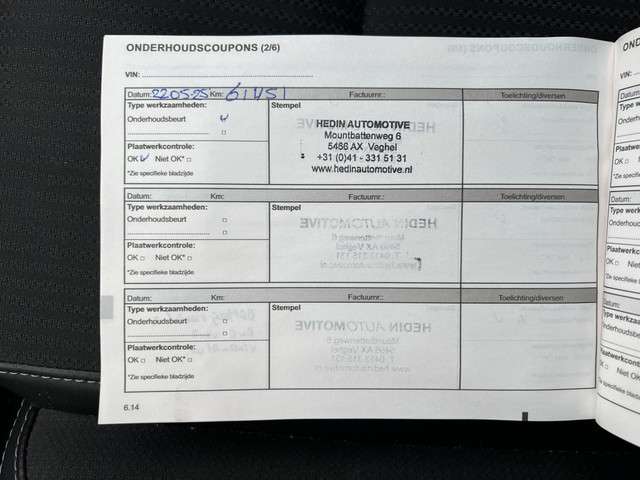 ONDERHOUDSCOUPONS (2/6)
VIN:
Datum: 22.05.25 Km: 61451 Factuurnr.: Toelichting/diversen
Type werkzaamheden: Stempel
Onderhoudsbeurt
HEDIN AUTOMOTIVE
Mountbattenweg 6
5466 AX Veghel
+31 (0)41 - 331 51 31
www.hedinautomotive.nl
Plaatwerkcontrole:
OK Niet OK*
*Zie specifieke bladzijde
Datum: Km: Factuurnr.: Toelichting/diversen
Type werkzaamheden: Stempel
Onderhoudsbeurt
Plaatwerkcontrole:
OK Niet OK*
*Zie specifieke bladzijde
Datum: Km: Factuurnr.: Toelichting/diversen
Type werkzaamheden: Stempel
Onderhoudsbeurt
Plaatwerkcontrole:
OK Niet OK*
*Zie specifieke bladzijde
6.14